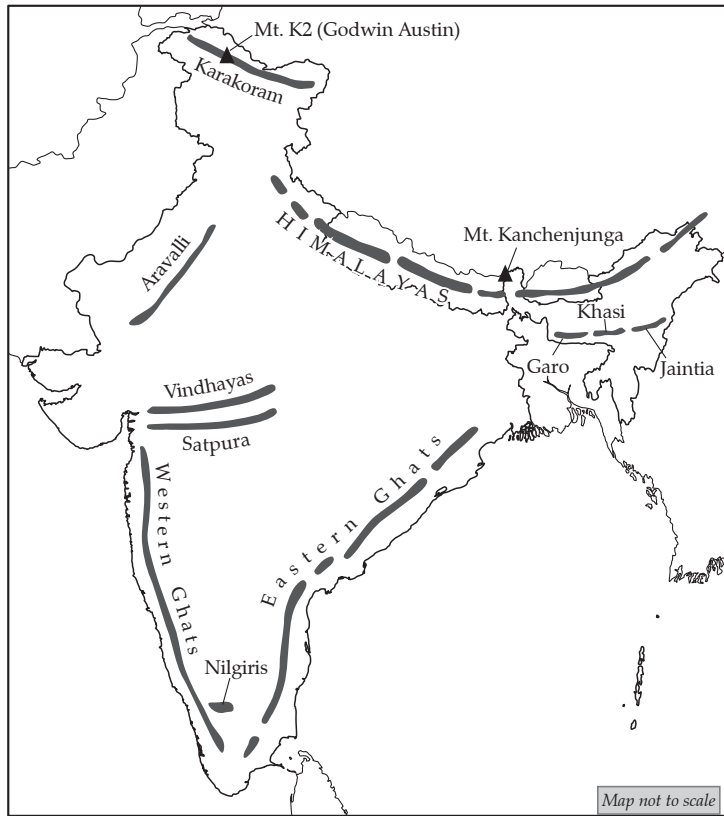 Mt. K2 (Godwin Austin)
Karakoram
HIMALAYAS
Mt. Kanchenjunga
Aravalli
Khasi
Garo
Jaintia
Vindhayas
Satpura
Western Ghats
Eastern Ghats
Nilgiris
Map not to scale